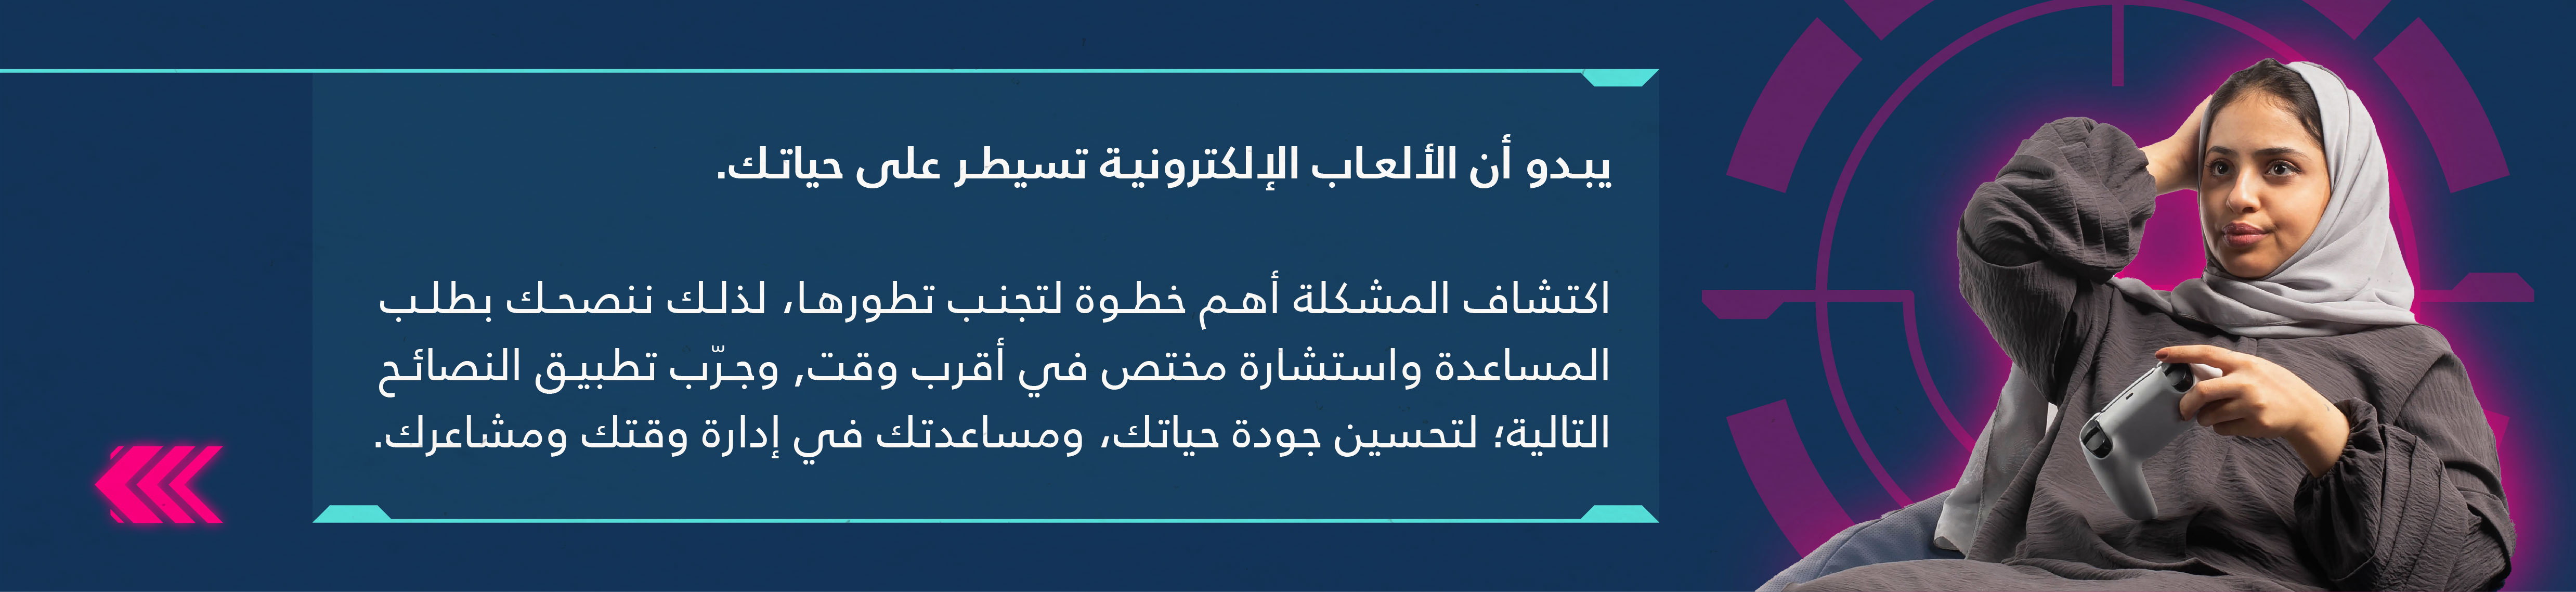 يبدو أن الألعاب الإلكترونية تسيطر على حياتك.
اكتشاف المشكلة أهم خطوة لتجنب تطورها، لذلك ننصحك بطلب
المساعدة واستشارة مختص في أقرب وقت, وجرّب تطبيق النصائح
التالية؛ لتحسين جودة حياتك، ومساعدتك في إدارة وقتك ومشاعرك.